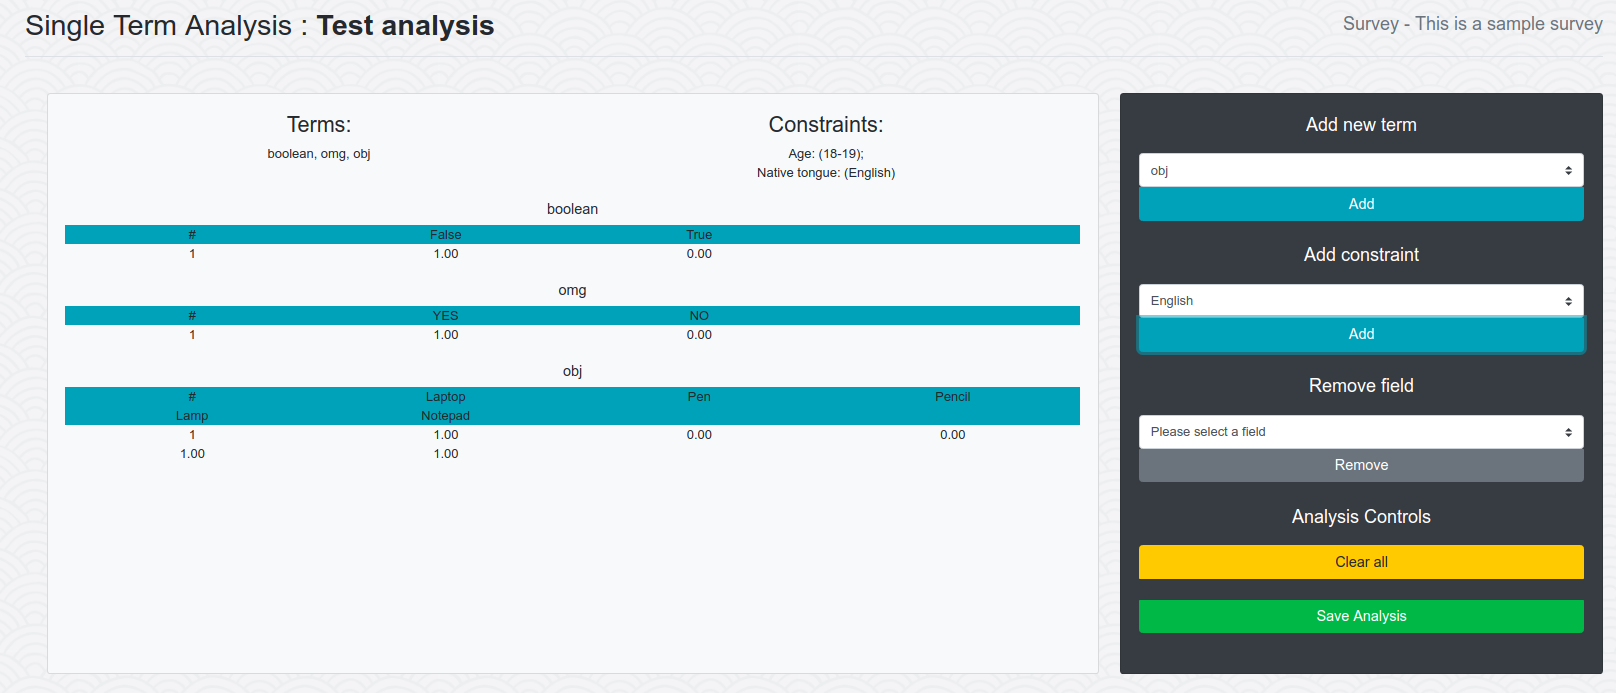 Single Term Analysis : Test analysis
Survey - This is a sample survey
Terms:
boolean, omg, obj
Constraints:
Age: (18-19);
Native tongue: (English)
boolean
# False True
1 1.00 0.00
omg
# YES NO
1 1.00 0.00
obj
# Laptop Pen Pencil
Lamp Notepad
1 1.00 0.00 0.00
1.00 1.00
Add new term
obj
Add
Add constraint
English
Add
Remove field
Please select a field
Remove
Analysis Controls
Clear all
Save Analysis